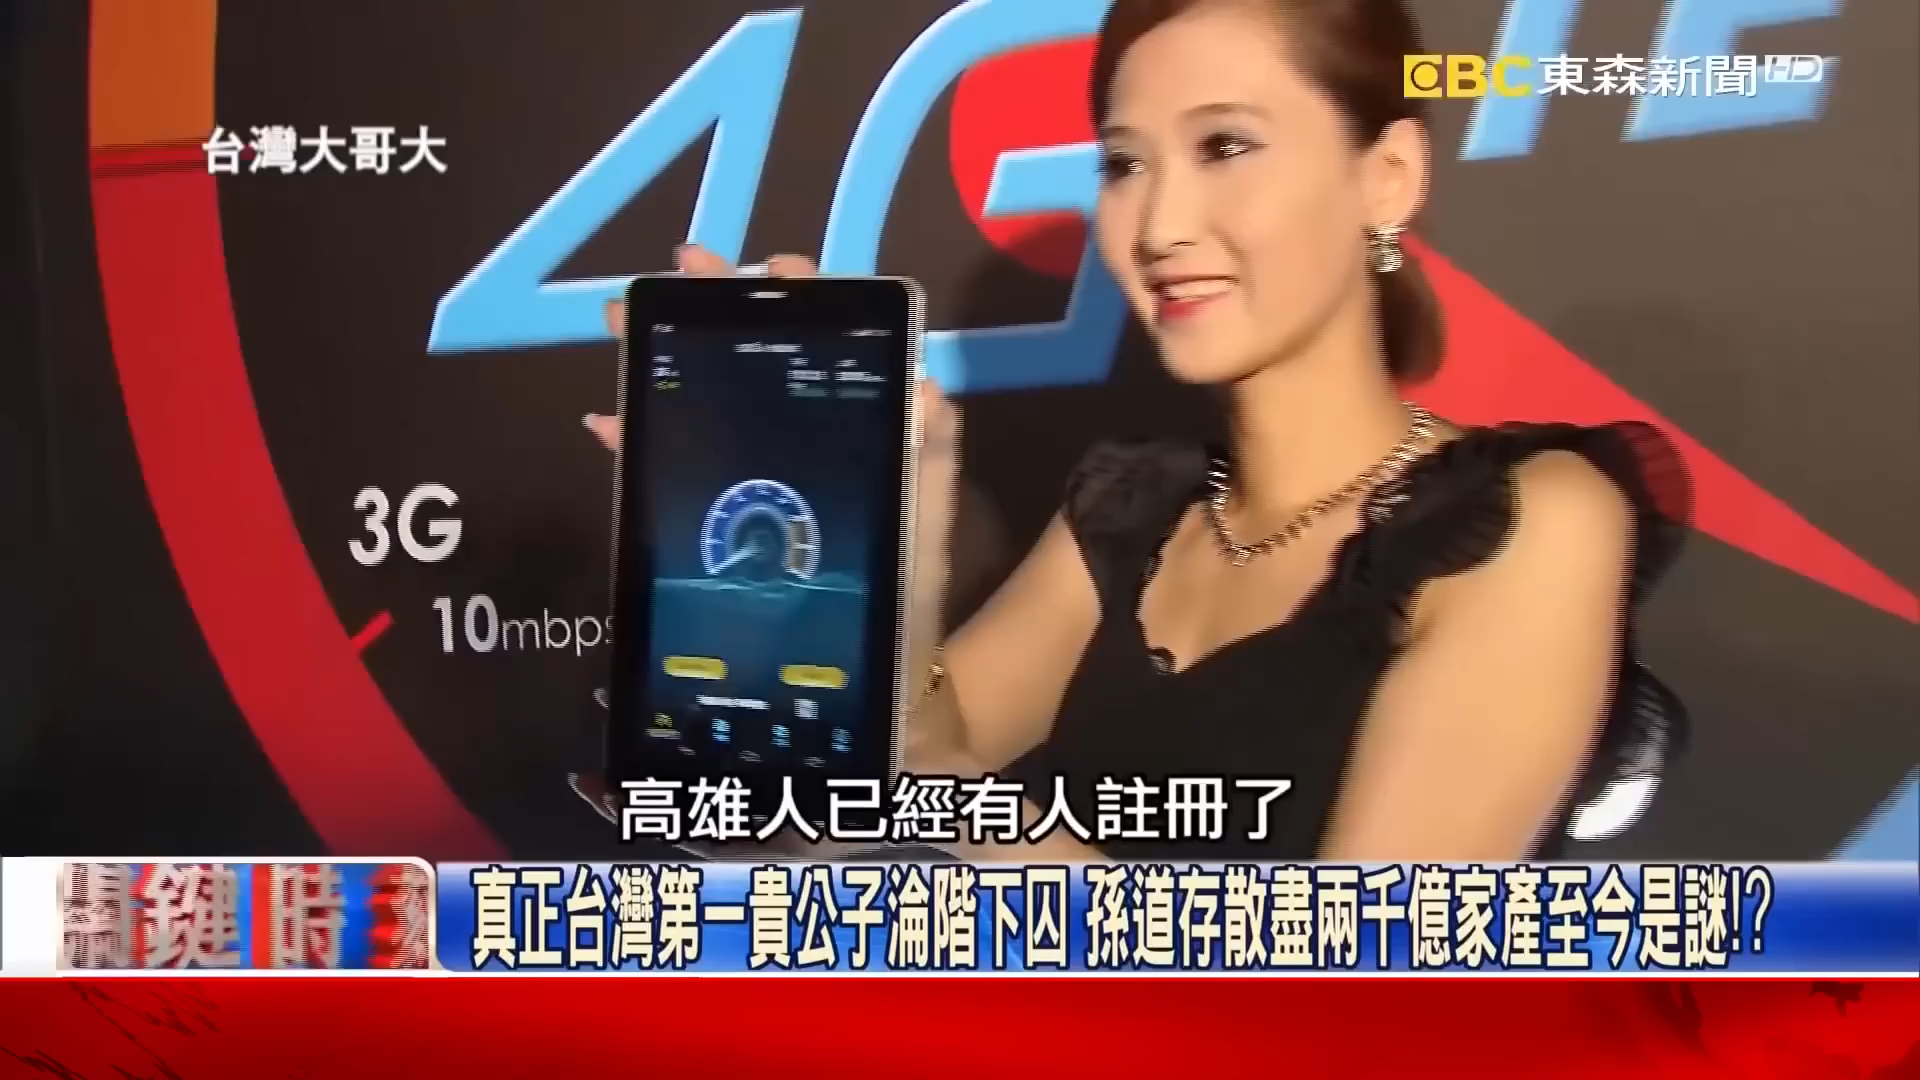 EBC東森新聞HD
台灣大哥大
4G LTE
3G
10mbps
高雄人已經有人註冊了
關鍵時刻
真正台灣第一貴公子淪階下囚 孫道存散盡兩千億家產至今是謎!?